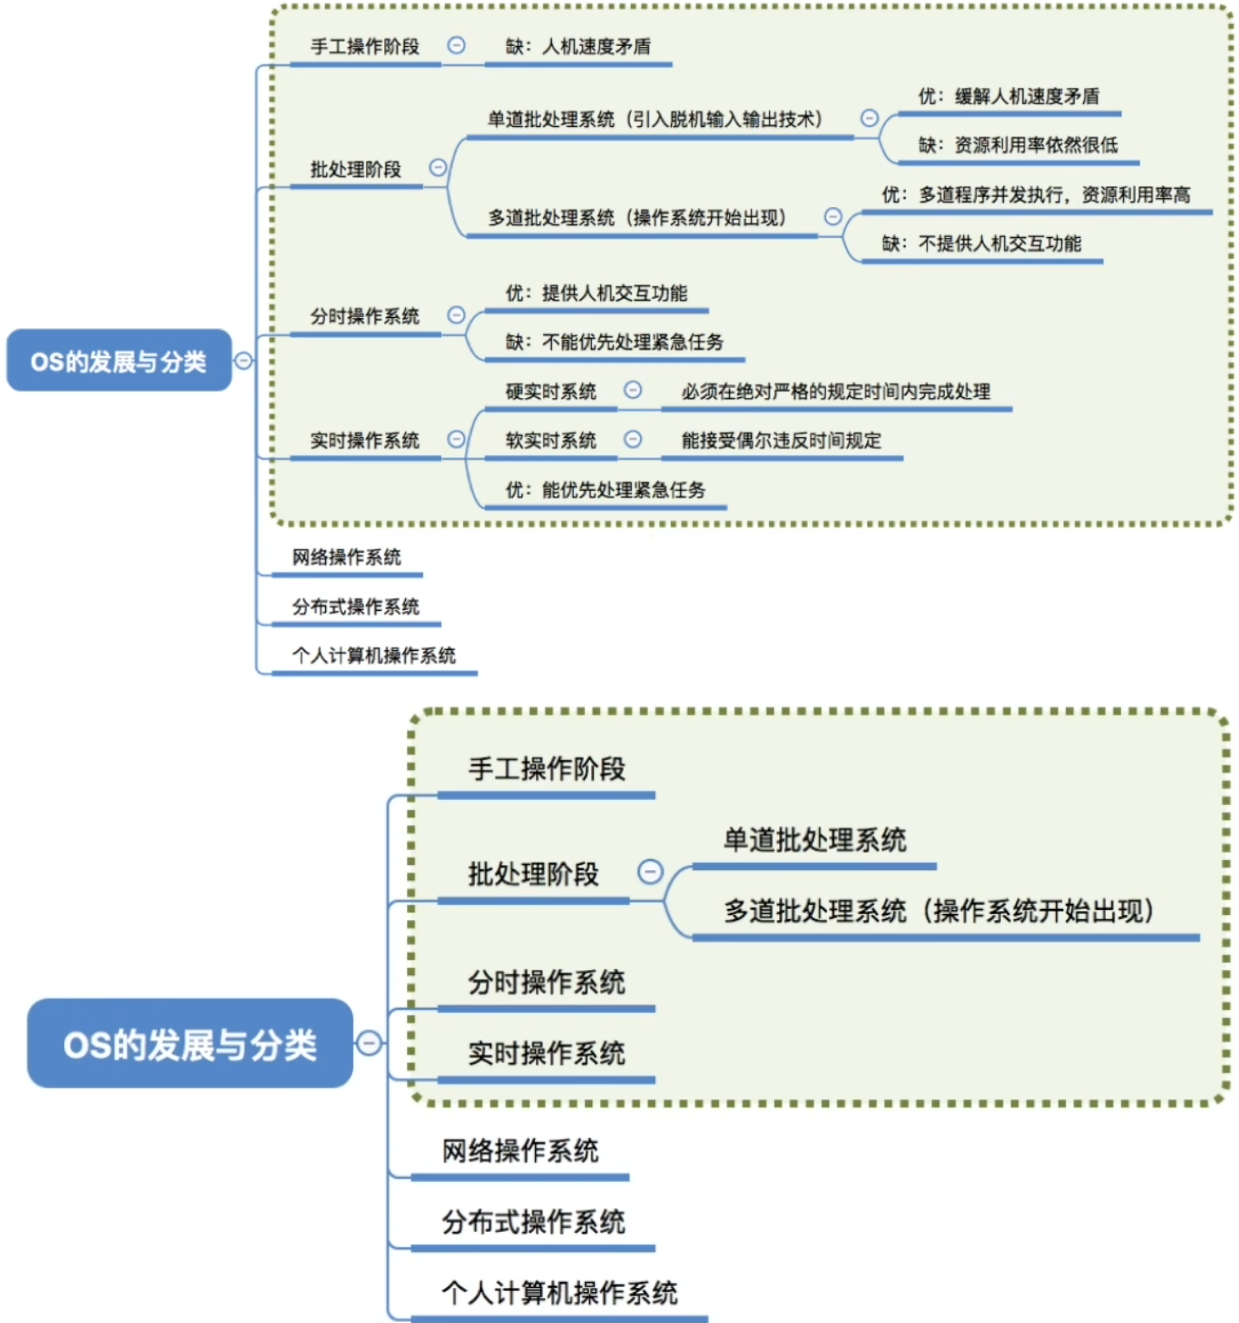 手工操作阶段
缺：人机速度矛盾
优：缓解人机速度矛盾
单道批处理系统（引入脱机输入输出技术）
缺：资源利用率依然很低
批处理阶段
优：多道程序并发执行，资源利用率高
多道批处理系统（操作系统开始出现）
缺：不提供人机交互功能
优：提供人机交互功能
分时操作系统
缺：不能优先处理紧急任务
OS的发展与分类
硬实时系统
必须在绝对严格的规定时间内完成处理
实时操作系统
软实时系统
能接受偶尔违反时间规定
优：能优先处理紧急任务
网络操作系统
分布式操作系统
个人计算机操作系统
手工操作阶段
单道批处理系统
批处理阶段
多道批处理系统（操作系统开始出现）
分时操作系统
OS的发展与分类
实时操作系统
网络操作系统
分布式操作系统
个人计算机操作系统